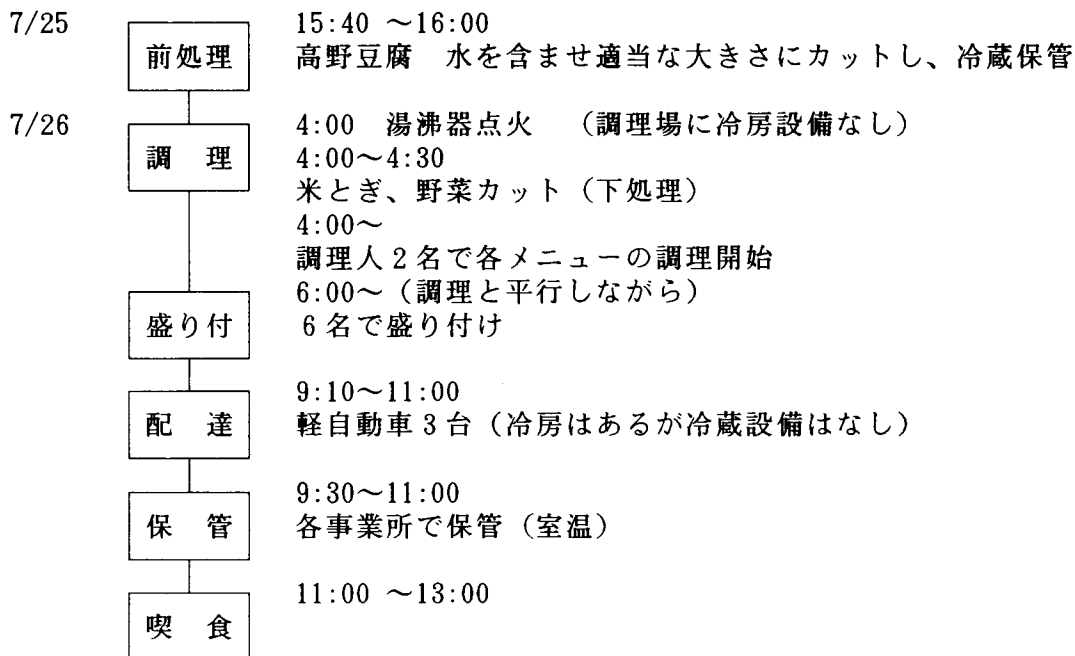 7/25
15:40 ～16:00
前処理
高野豆腐 水を含ませ適当な大きさにカットし、冷蔵保管
7/26
4:00 湯沸器点火 （調理場に冷房設備なし）
調 理
4:00～4:30
米とぎ、野菜カット（下処理）
4:00～
調理人2名で各メニューの調理開始
6:00～（調理と平行しながら）
盛り付
6名で盛り付け
9:10～11:00
配 達
軽自動車3台（冷房はあるが冷蔵設備はなし）
9:30～11:00
保 管
各事業所で保管（室温）
11:00 ～13:00
喫 食